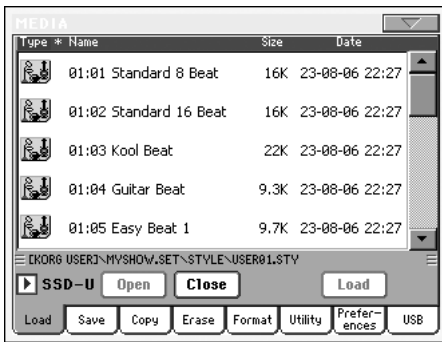 MEDIA
Type * Name Size Date
01:01 Standard 8 Beat 16K 23-08-06 22:27
01:02 Standard 16 Beat 16K 23-08-06 22:27
01:03 Kool Beat 22K 23-08-06 22:27
01:04 Guitar Beat 9.3K 23-08-06 22:27
01:05 Easy Beat 1 9.7K 23-08-06 22:27
[KORG USER]\MYSHOW.SET\STYLE\USER01.STY
SSD-U Open Close Load
Load Save Copy Erase Format Utility Prefer-ences USB